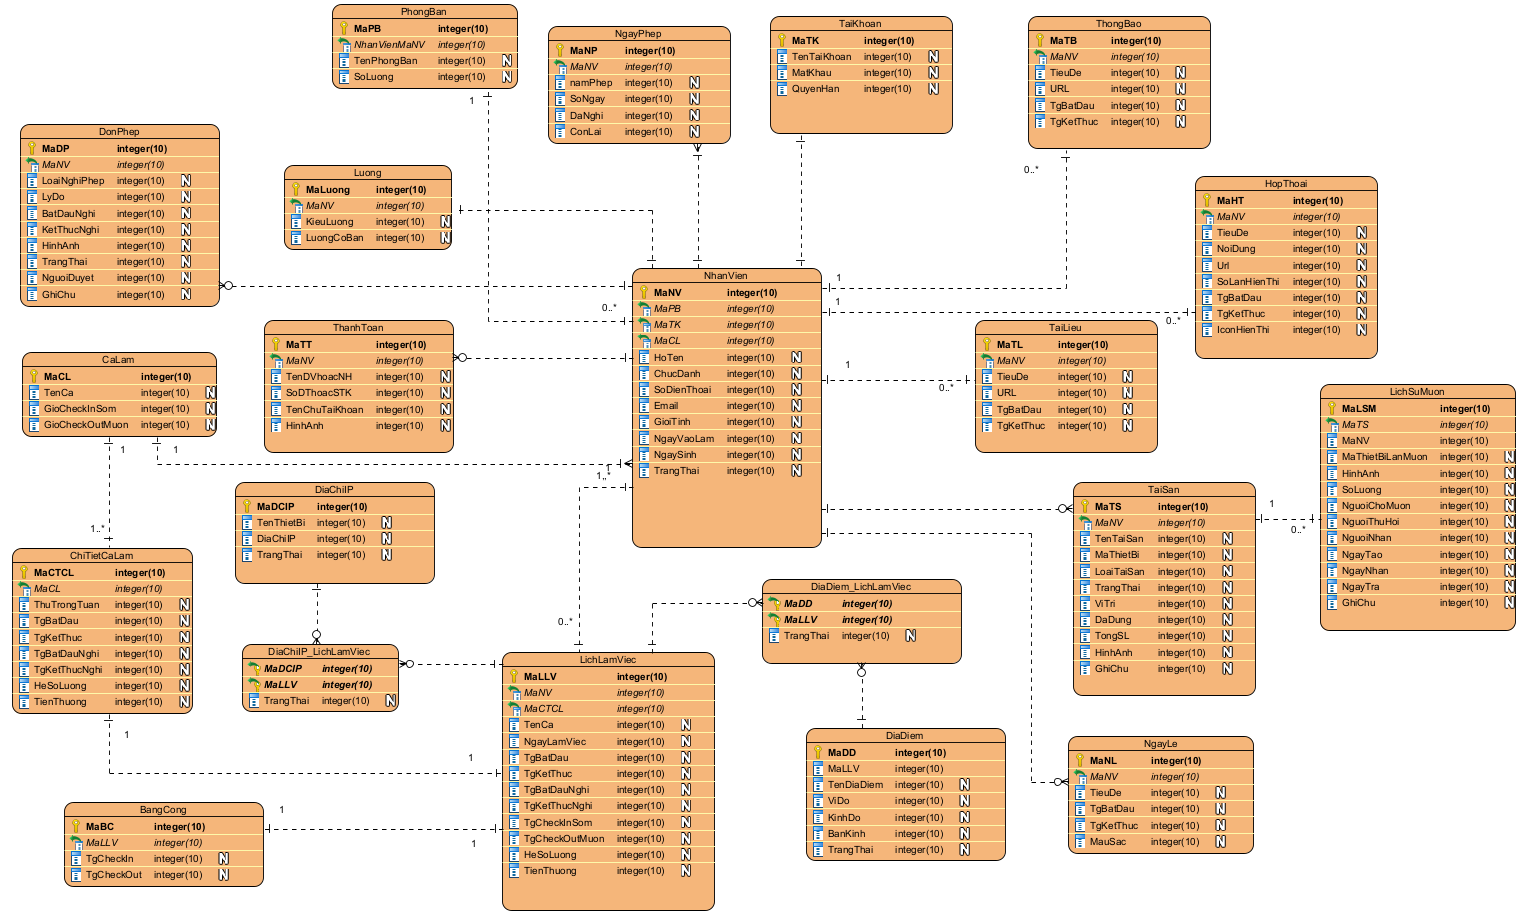 PhongBan
MaPB integer(10)
NhanVienMaNV integer(10)
TenPhongBan integer(10) N
SoLuong integer(10) N
1
NgayPhep
MaNP integer(10)
MaNV integer(10)
namPhep integer(10) N
SoNgay integer(10) N
DaNghi integer(10) N
ConLai integer(10) N
TaiKhoan
MaTK integer(10)
TenTaiKhoan integer(10) N
MatKhau integer(10) N
QuyenHan integer(10) N
ThongBao
MaTB integer(10)
MaNV integer(10)
TieuDe integer(10) N
URL integer(10) N
TgBatDau integer(10) N
TgKetThuc integer(10) N
0..*
DonPhep
MaDP integer(10)
MaNV integer(10)
LoaiNghiPhep integer(10) N
LyDo integer(10) N
BatDauNghi integer(10) N
KetThucNghi integer(10) N
HinhAnh integer(10) N
TrangThai integer(10) N
NguoiDuyet integer(10) N
GhiChu integer(10) N
Luong
MaLuong integer(10)
MaNV integer(10)
KieuLuong integer(10) N
LuongCoBan integer(10) N
HopThoai
MaHT integer(10)
MaNV integer(10)
TieuDe integer(10) N
NoiDung integer(10) N
Url integer(10) N
SoLanHienThi integer(10) N
TgBatDau integer(10) N
TgKetThuc integer(10) N
IconHienThi integer(10) N
0..*
NhanVien
MaNV integer(10)
MaPB integer(10)
MaTK integer(10)
MaCL integer(10)
HoTen integer(10) N
ChucDanh integer(10) N
SoDienThoai integer(10) N
Email integer(10) N
GioiTinh integer(10) N
NgayVaoLam integer(10) N
NgaySinh integer(10) N
TrangThai integer(10) N
0..*
1
1
1
1
1..*
ThanhToan
MaTT integer(10)
MaNV integer(10)
TenDVhoacNH integer(10) N
SoDThoacSTK integer(10) N
TenChuTaiKhoan integer(10) N
HinhAnh integer(10) N
TaiLieu
MaTL integer(10)
MaNV integer(10)
TieuDe integer(10) N
URL integer(10) N
TgBatDau integer(10) N
TgKetThuc integer(10) N
0..*
CaLam
MaCL integer(10)
TenCa integer(10) N
GioCheckInSom integer(10) N
GioCheckOutMuon integer(10) N
1
1
1..*
LichSuMuon
MaLSM integer(10)
MaTS integer(10)
MaNV integer(10)
MaThietBiLanMuon integer(10) N
HinhAnh integer(10) N
SoLuong integer(10) N
NguoiChoMuon integer(10) N
NguoiThuHoi integer(10) N
NguoiNhan integer(10) N
NgayTao integer(10) N
NgayNhan integer(10) N
NgayTra integer(10) N
GhiChu integer(10) N
DiaChiIP
MaDCIP integer(10)
TenThietBi integer(10) N
DiaChiIP integer(10) N
TrangThai integer(10) N
TaiSan
MaTS integer(10)
MaNV integer(10)
TenTaiSan integer(10) N
MaThietBi integer(10) N
LoaiTaiSan integer(10) N
TrangThai integer(10) N
ViTri integer(10) N
DaDung integer(10) N
TongSL integer(10) N
HinhAnh integer(10) N
GhiChu integer(10) N
1
0..*
ChiTietCaLam
MaCTCL integer(10)
MaCL integer(10)
ThuTrongTuan integer(10) N
TgBatDau integer(10) N
TgKetThuc integer(10) N
TgBatDauNghi integer(10) N
TgKetThucNghi integer(10) N
HeSoLuong integer(10) N
TienThuong integer(10) N
1
DiaDiem_LichLamViec
MaDD integer(10)
MaLLV integer(10)
TrangThai integer(10) N
0..*
DiaChiIP_LichLamViec
MaDCIP integer(10)
MaLLV integer(10)
TrangThai integer(10) N
LichLamViec
MaLLV integer(10)
MaNV integer(10)
MaCTCL integer(10)
TenCa integer(10) N
NgayLamViec integer(10) N
TgBatDau integer(10) N
TgKetThuc integer(10) N
TgBatDauNghi integer(10) N
TgKetThucNghi integer(10) N
TgCheckInSom integer(10) N
TgCheckOutMuon integer(10) N
HeSoLuong integer(10) N
TienThuong integer(10) N
1
1
DiaDiem
MaDD integer(10)
MaLLV integer(10)
TenDiaDiem integer(10) N
ViDo integer(10) N
KinhDo integer(10) N
BanKinh integer(10) N
TrangThai integer(10) N
NgayLe
MaNL integer(10)
MaNV integer(10)
TieuDe integer(10) N
TgBatDau integer(10) N
TgKetThuc integer(10) N
MauSac integer(10) N
BangCong
MaBC integer(10)
MaLLV integer(10)
TgCheckIn integer(10) N
TgCheckOut integer(10) N
1